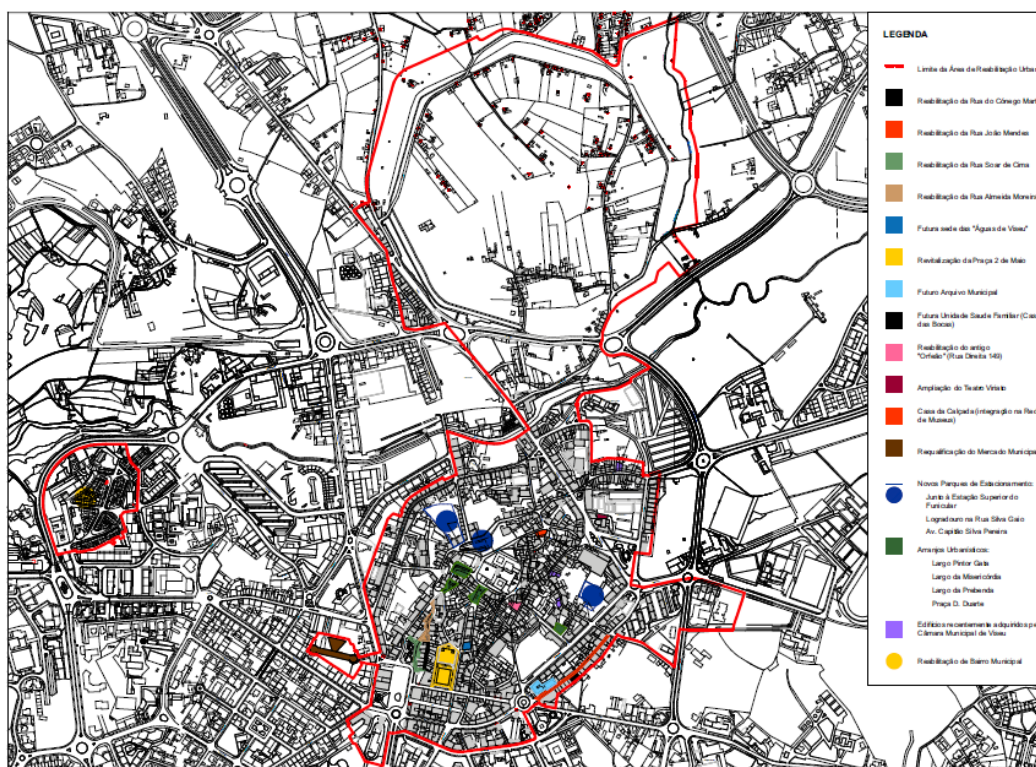 LEGENDA
Limite da Área de Reabilitação Urba
Reabilitação da Rua do Cónego Mart
Reabilitação da Rua João Mendes
Reabilitação da Rua Soar de Cima
Reabilitação da Rua Almeida Moreir
Futura sede das "Águas de Viseu"
Revitalização da Praça 2 de Maio
Futuro Arquivo Municipal
Futura Unidade Saude Familiar (Cas
das Bocas)
Reabilitação do antigo
"Orfeão" (Rua Direita 149)
Ampliação do Teatro Viriato
Casa da Calçada (integração na Red
de Museus)
Requalificação do Mercado Municipa
Novos Parques de Estacionamento:
Junto à Estação Superior do
Funicular
Logradouro na Rua Silva Gaio
Av. Capitão Silva Pereira
Arranjos Urbanísticos:
Largo Pintor Gata
Largo da Misericórdia
Largo da Prebenda
Praça D. Duarte
Edifícios recentemente adquiridos pe
Câmara Municipal de Viseu
Reabilitação de Bairro Municipal